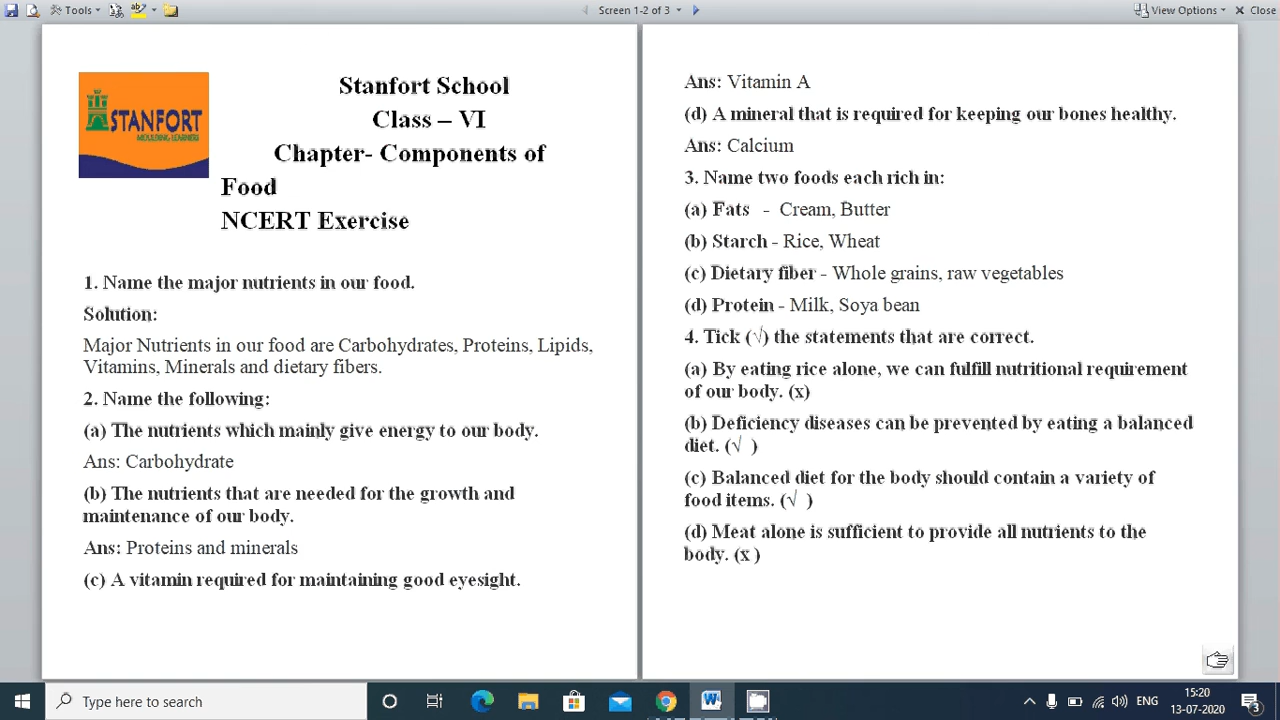 Tools
Screen 1-2 of 3
View Options
Close
STANFORT
MOULDING LEARNERS
Stanfort School
Class – VI
Chapter- Components of
Food
NCERT Exercise
1. Name the major nutrients in our food.
Solution:
Major Nutrients in our food are Carbohydrates, Proteins, Lipids,
Vitamins, Minerals and dietary fibers.
2. Name the following:
(a) The nutrients which mainly give energy to our body.
Ans: Carbohydrate
(b) The nutrients that are needed for the growth and
maintenance of our body.
Ans: Proteins and minerals
(c) A vitamin required for maintaining good eyesight.
Ans: Vitamin A
(d) A mineral that is required for keeping our bones healthy.
Ans: Calcium
3. Name two foods each rich in:
(a) Fats - Cream, Butter
(b) Starch - Rice, Wheat
(c) Dietary fiber - Whole grains, raw vegetables
(d) Protein - Milk, Soya bean
4. Tick (√) the statements that are correct.
(a) By eating rice alone, we can fulfill nutritional requirement
of our body. (x)
(b) Deficiency diseases can be prevented by eating a balanced
diet. (√ )
(c) Balanced diet for the body should contain a variety of
food items. (√ )
(d) Meat alone is sufficient to provide all nutrients to the
body. (x )
Type here to search
ENG
15:20
13-07-2020
3